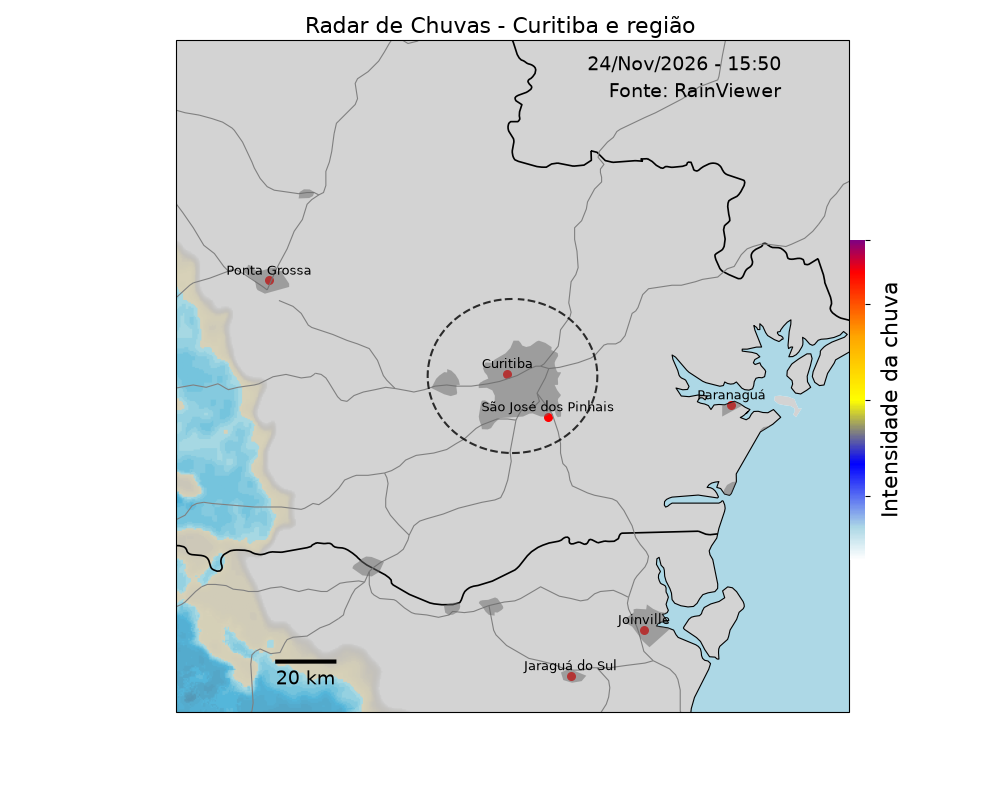 Radar de Chuvas - Curitiba e região
24/Nov/2026 - 15:50
Fonte: RainViewer
Ponta Grossa
Curitiba
Paranaguá
São José dos Pinhais
Intensidade da chuva
Joinville
Jaraguá do Sul
20 km